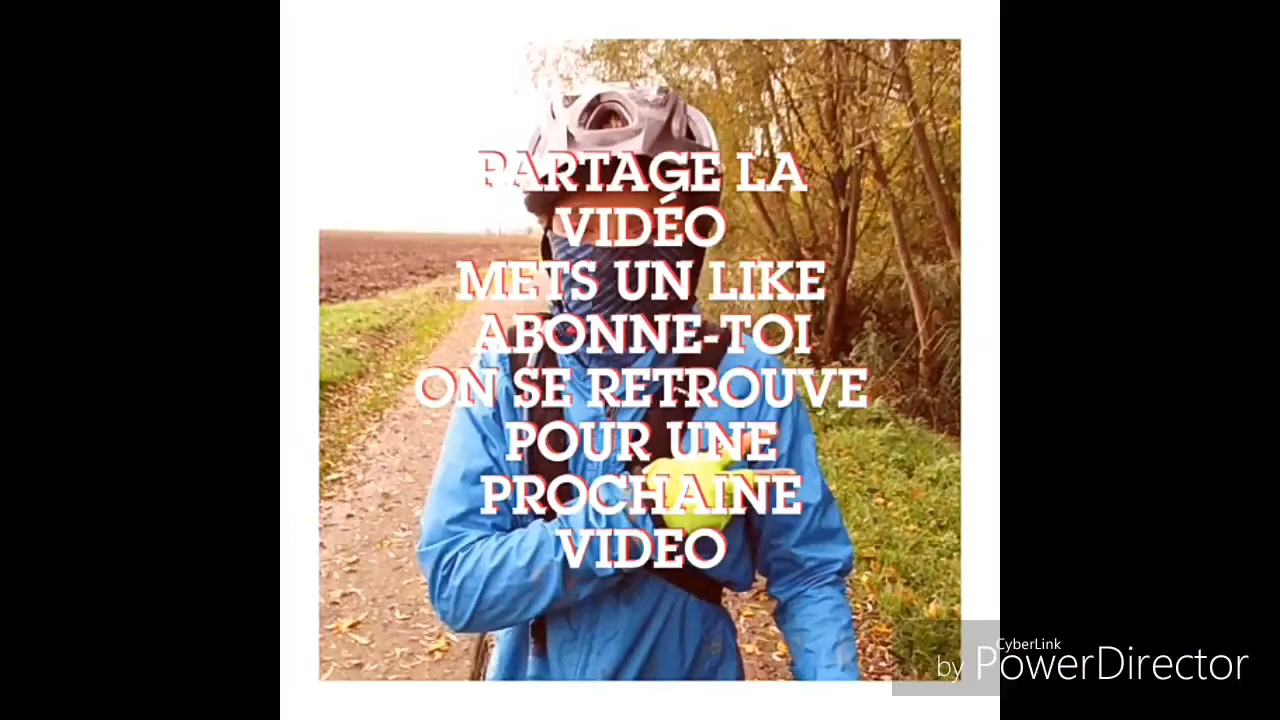 PARTAGE LA
VIDÉO
METS UN LIKE
ABONNE-TOI
ON SE RETROUVE
POUR UNE
PROCHAINE
VIDEO
CyberLink
by PowerDirector